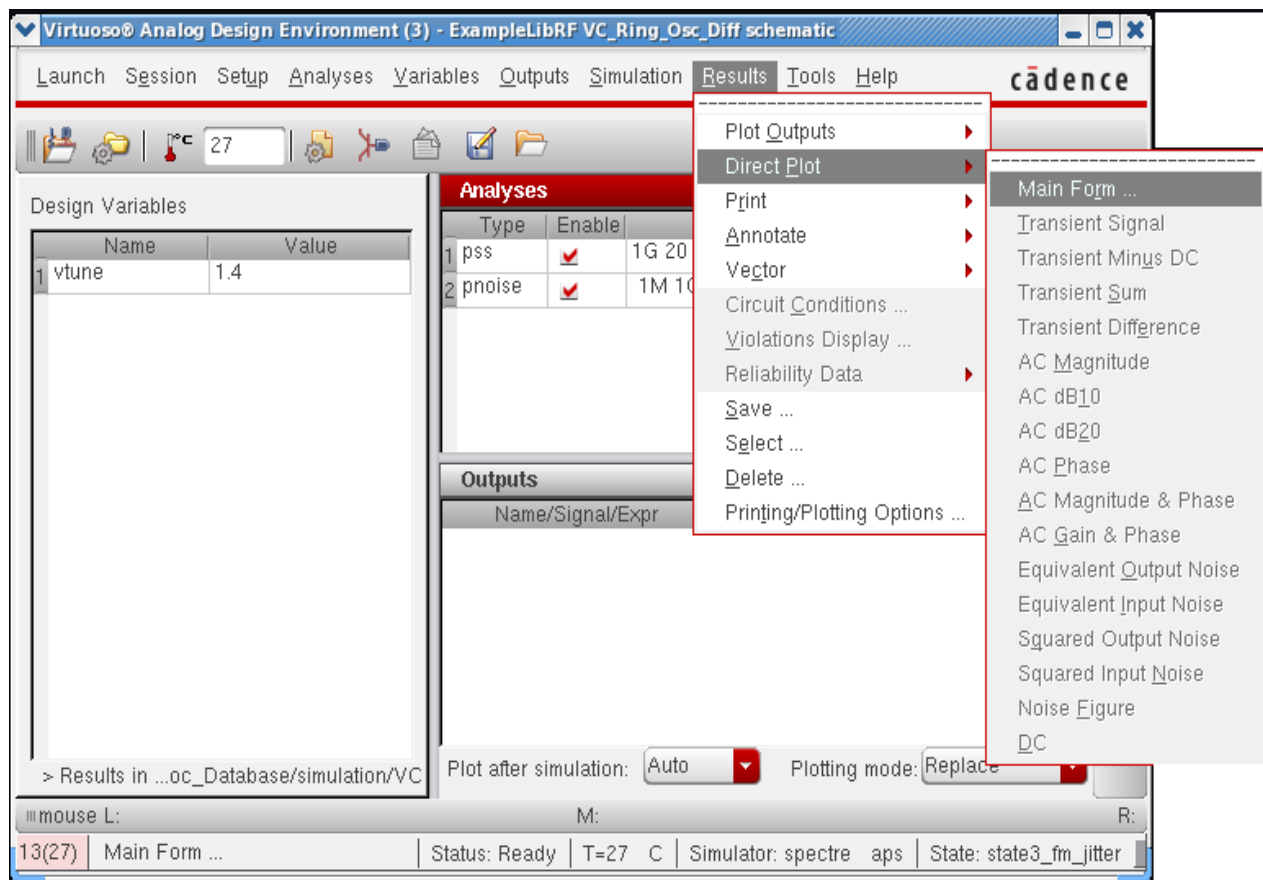 Virtuoso® Analog Design Environment (3) - ExampleLibRF VC_Ring_Osc_Diff schematic
Launch Session Setup Analyses Variables Outputs Simulation Results Tools Help cādence
°C 27
Design Variables
Name Value
1 vtune 1.4
Analyses
Type Enable
1 pss 1G 20
2 pnoise 1M
Outputs
Name/Signal/Expr
Plot Outputs
Direct Plot
Print
Annotate
Vector
Circuit Conditions ...
Violations Display ...
Reliability Data
Save ...
Select ...
Delete ...
Printing/Plotting Options ...
Main Form ...
Transient Signal
Transient Minus DC
Transient Sum
Transient Difference
AC Magnitude
AC dB10
AC dB20
AC Phase
AC Magnitude & Phase
AC Gain & Phase
Equivalent Output Noise
Equivalent Input Noise
Squared Output Noise
Squared Input Noise
Noise Figure
DC
> Results in ...oc_Database/simulation/VC
Plot after simulation: Auto Plotting mode: Replace
mouse L: M: R:
13(27) Main Form ... Status: Ready T=27 C Simulator: spectre aps State: state3_fm_jitter